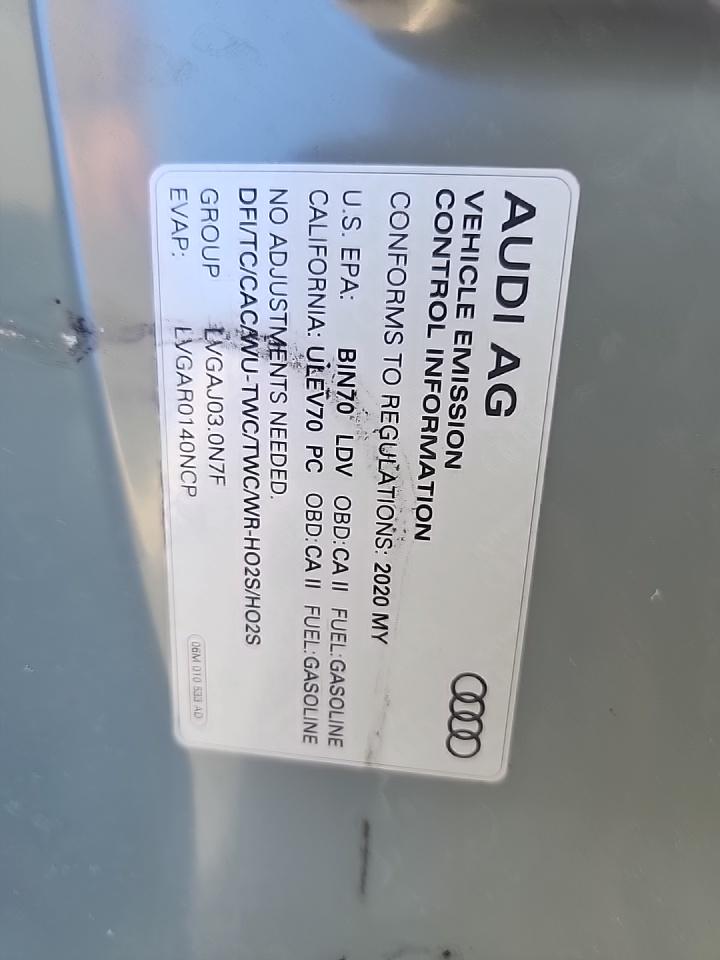 AUDI AG
VEHICLE EMISSION
CONTROL INFORMATION
CONFORMS TO REGULATIONS: 2020 MY
U.S. EPA: BIN70 LDV OBD:CA II FUEL:GASOLINE
CALIFORNIA: ULEV70 PC OBD:CA II FUEL:GASOLINE
NO ADJUSTMENTS NEEDED.
DFI/TC/CAC/WU-TWC/TWC/WR-HO2S/HO2S
GROUP LVGAJ03.0N7F
EVAP: LVGAR0140NCP
06M 010 533 AD